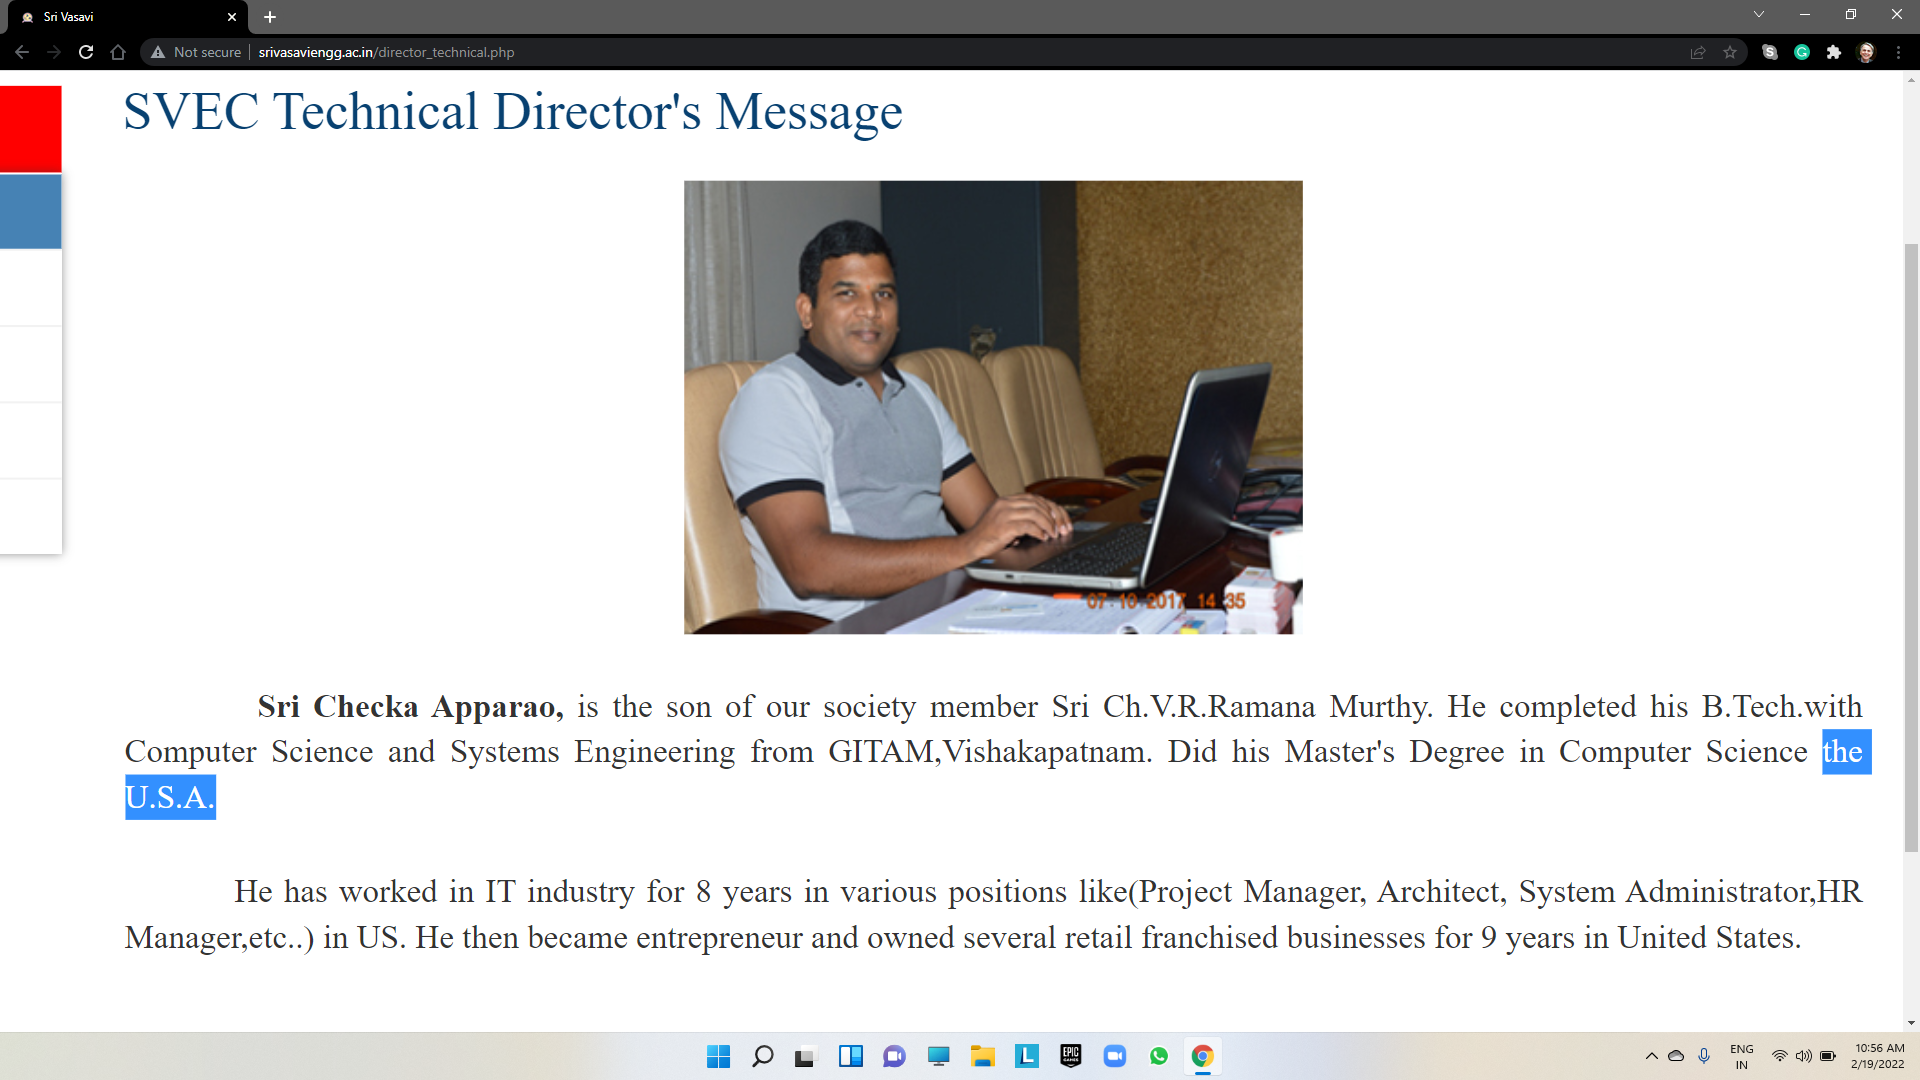 Sri Vasavi
Not secure
srivasaviengg.ac.in/director_technical.php
SVEC Technical Director's Message
07 10 2017 14 35
Sri Checka Apparao, is the son of our society member Sri Ch.V.R.Ramana Murthy. He completed his B.Tech.with
Computer Science and Systems Engineering from GITAM,Vishakapatnam. Did his Master's Degree in Computer Science the
U.S.A.
He has worked in IT industry for 8 years in various positions like(Project Manager, Architect, System Administrator,HR
Manager,etc..) in US. He then became entrepreneur and owned several retail franchised businesses for 9 years in United States.
L
EPIC
GAMES
ENG
IN
10:56 AM
2/19/2022